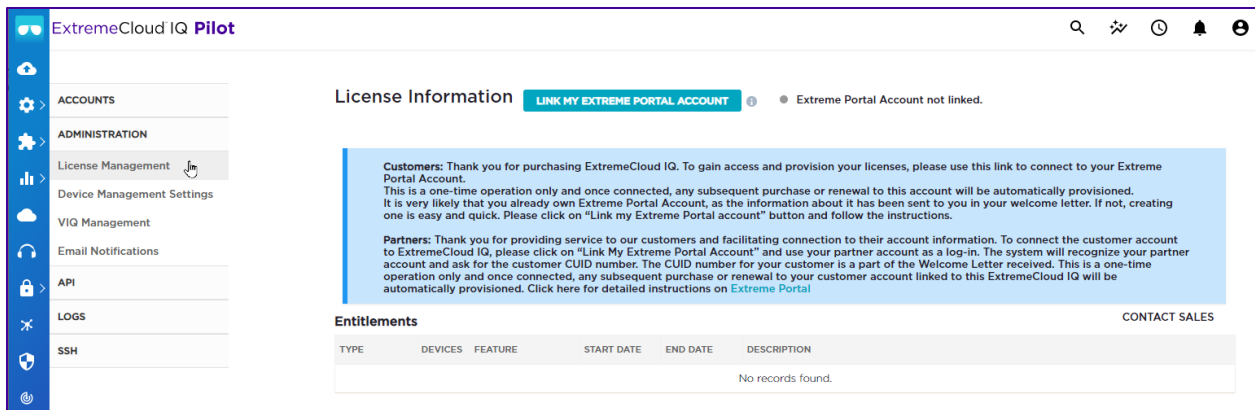 ExtremeCloud IQ Pilot
ACCOUNTS
ADMINISTRATION
License Management
Device Management Settings
VIQ Management
Email Notifications
API
LOGS
SSH
License Information
LINK MY EXTREME PORTAL ACCOUNT
Extreme Portal Account not linked.
Customers: Thank you for purchasing ExtremeCloud IQ. To gain access and provision your licenses, please use this link to connect to your Extreme
Portal Account.
This is a one-time operation only and once connected, any subsequent purchase or renewal to this account will be automatically provisioned.
It is very likely that you already own Extreme Portal Account, as the information about it has been sent to you in your welcome letter. If not, creating
one is easy and quick. Please click on “Link my Extreme Portal account” button and follow the instructions.
Partners: Thank you for providing service to our customers and facilitating connection to their account information. To connect the customer account
to ExtremeCloud IQ, please click on “Link My Extreme Portal Account” and use your partner account as a log-in. The system will recognize your partner
account and ask for the customer CUID number. The CUID number for your customer is a part of the Welcome Letter received. This is a one-time
operation only and once connected, any subsequent purchase or renewal to your customer account linked to this ExtremeCloud IQ will be
automatically provisioned. Click here for detailed instructions on Extreme Portal
Entitlements
CONTACT SALES
TYPE DEVICES FEATURE START DATE END DATE DESCRIPTION
No records found.